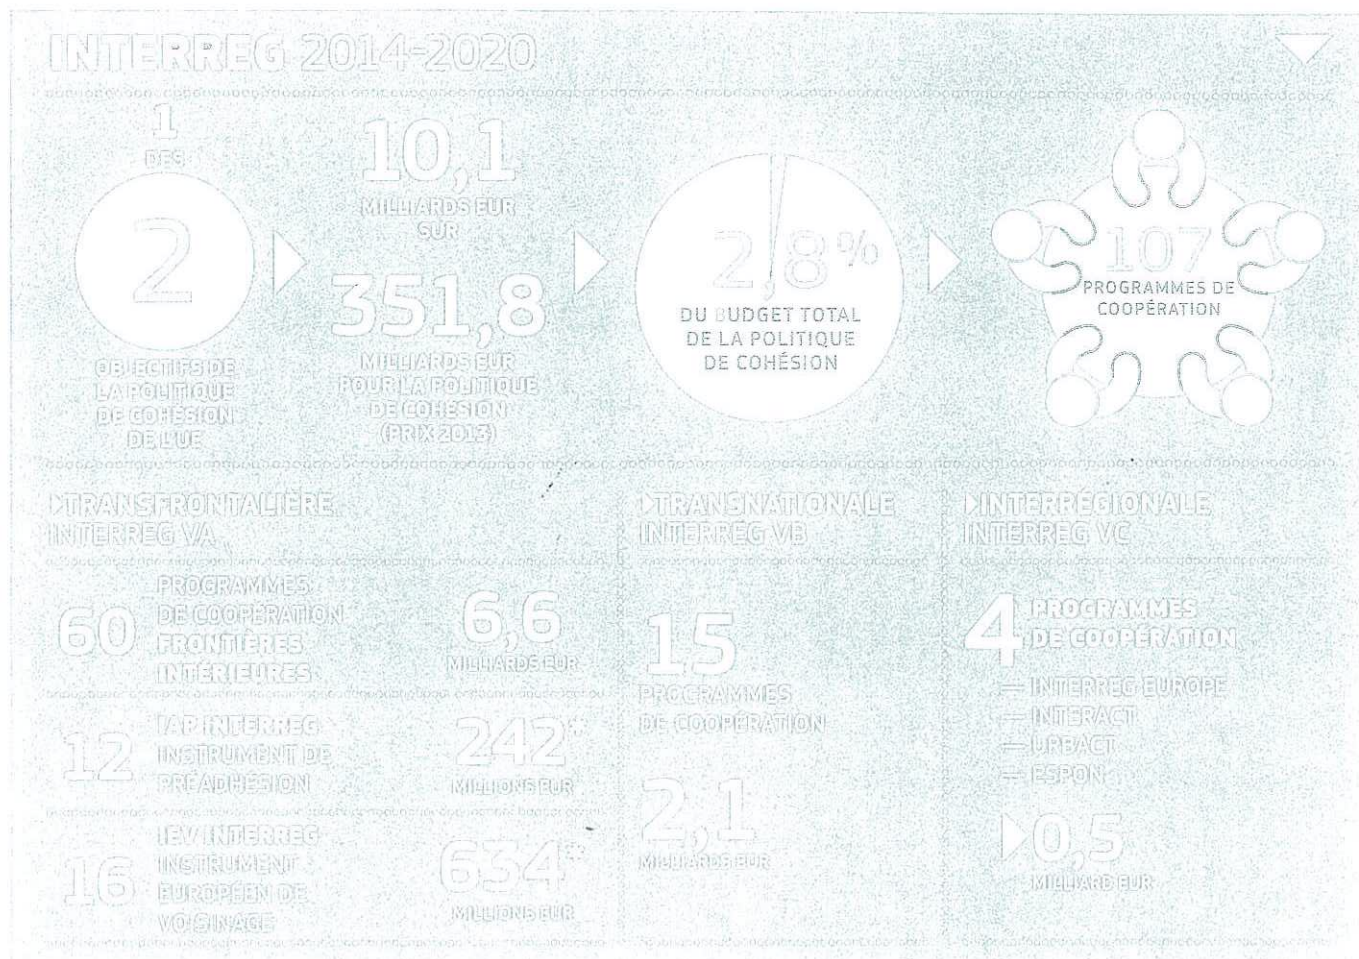 INTERREG 2014-2020
1
DES
2
OBJECTIFS DE
LA POLITIQUE
DE COHÉSION
DE L'UE
10,1
MILLIARDS EUR
SUR
351,8
MILLIARDS EUR
POUR LA POLITIQUE
DE COHÉSION
(PRIX 2013)
2,8%
DU BUDGET TOTAL
DE LA POLITIQUE
DE COHÉSION
107
PROGRAMMES DE
COOPÉRATION
TRANSFRONTALIÈRE
INTERREG VA
60
PROGRAMMES
DE COOPÉRATION
FRONTIÈRES
INTÉRIEURES
6,6
MILLIARDS EUR
12
IAP INTERREG
INSTRUMENT DE
PRÉADHÉSION
242*
MILLIONS EUR
16
IEV INTERREG
INSTRUMENT
EUROPÉEN DE
VOISINAGE
634*
MILLIONS EUR
TRANSNATIONALE
INTERREG VB
15
PROGRAMMES
DE COOPÉRATION
2,1
MILLIARDS EUR
INTERRÉGIONALE
INTERREG VC
4 PROGRAMMES
DE COOPÉRATION
— INTERREG EUROPE
— INTERACT
— URBACT
— ESPON
0,5
MILLIARD EUR